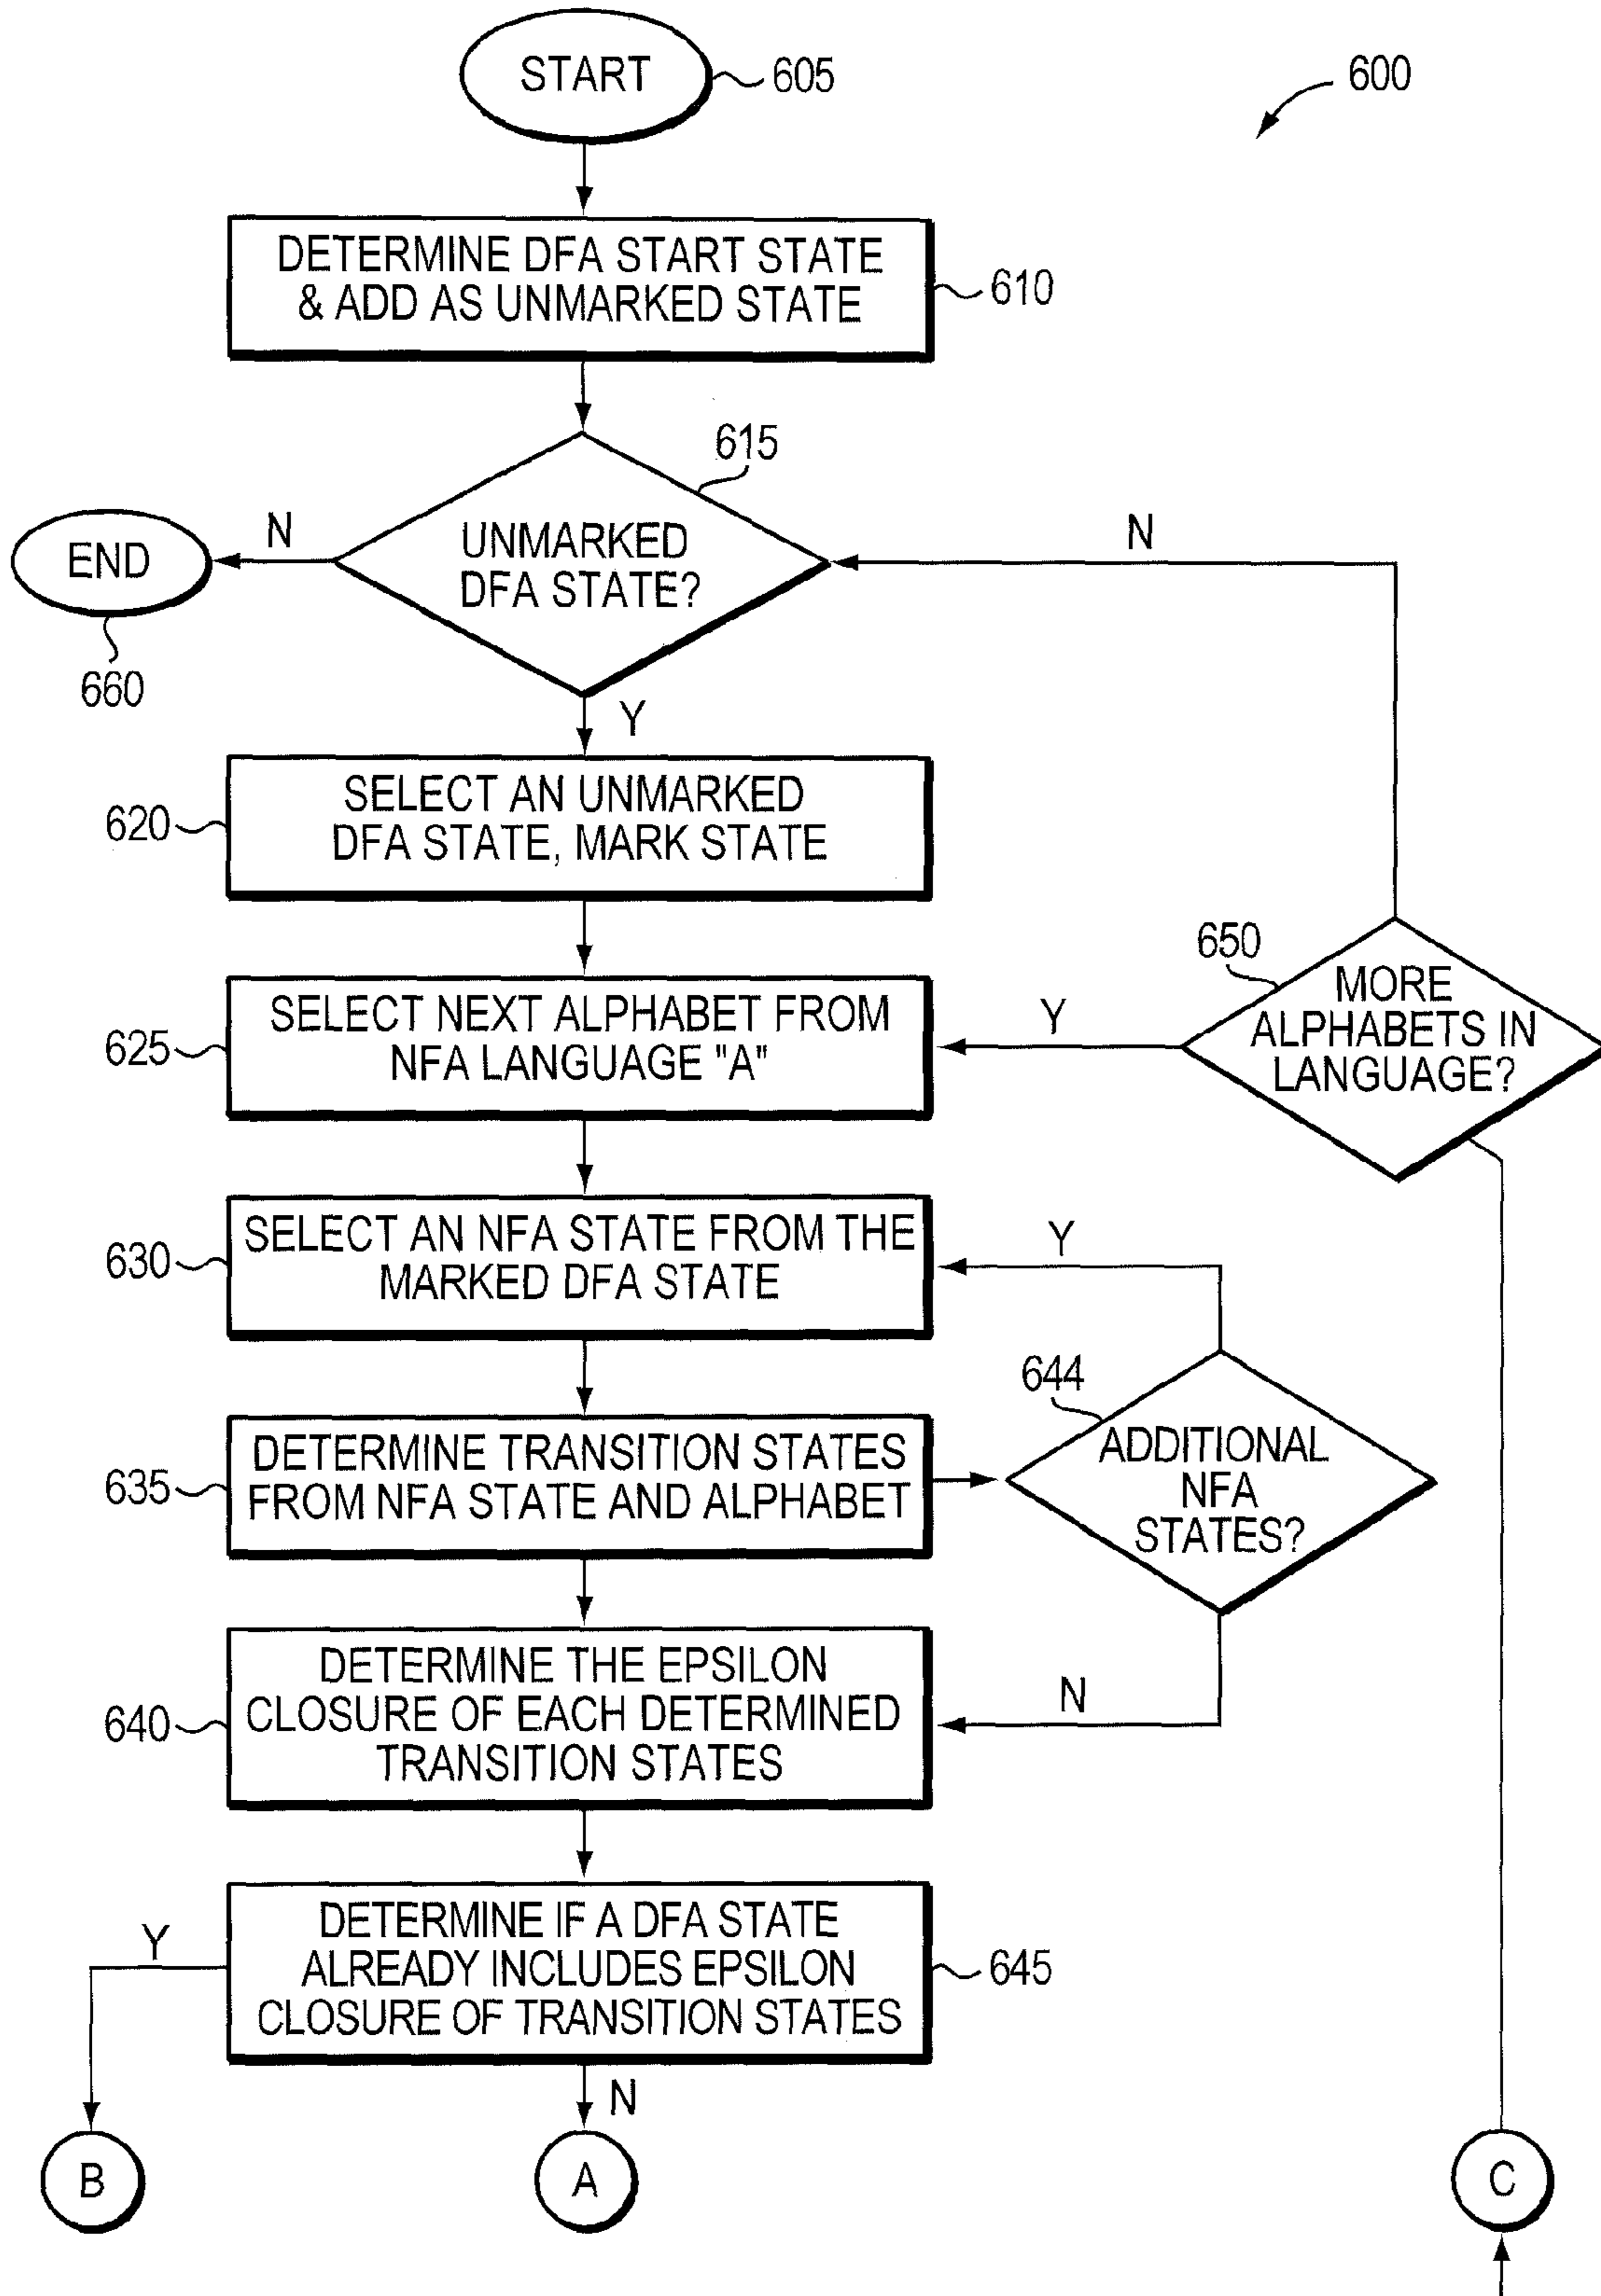 START
605
600
DETERMINE DFA START STATE
& ADD AS UNMARKED STATE
610
615
UNMARKED
DFA STATE?
N
END
660
N
Y
SELECT AN UNMARKED
DFA STATE, MARK STATE
620
650
MORE
ALPHABETS IN
LANGUAGE?
Y
SELECT NEXT ALPHABET FROM
NFA LANGUAGE "A"
625
SELECT AN NFA STATE FROM THE
MARKED DFA STATE
630
Y
644
ADDITIONAL
NFA
STATES?
DETERMINE TRANSITION STATES
FROM NFA STATE AND ALPHABET
635
DETERMINE THE EPSILON
CLOSURE OF EACH DETERMINED
TRANSITION STATES
640
N
DETERMINE IF A DFA STATE
ALREADY INCLUDES EPSILON
CLOSURE OF TRANSITION STATES
645
Y
N
B
A
C